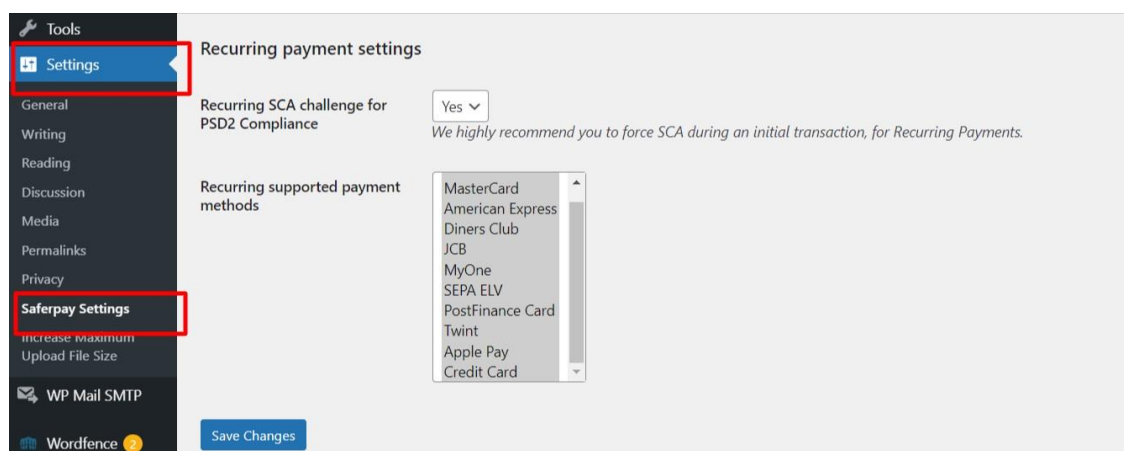 Tools
Settings
General
Writing
Reading
Discussion
Media
Permalinks
Privacy
Saferpay Settings
Increase Maximum
Upload File Size
WP Mail SMTP
Wordfence 2
Recurring payment settings
Recurring SCA challenge for
PSD2 Compliance
Yes
We highly recommend you to force SCA during an initial transaction, for Recurring Payments.
Recurring supported payment
methods
MasterCard
American Express
Diners Club
JCB
MyOne
SEPA ELV
PostFinance Card
Twint
Apple Pay
Credit Card
Save Changes